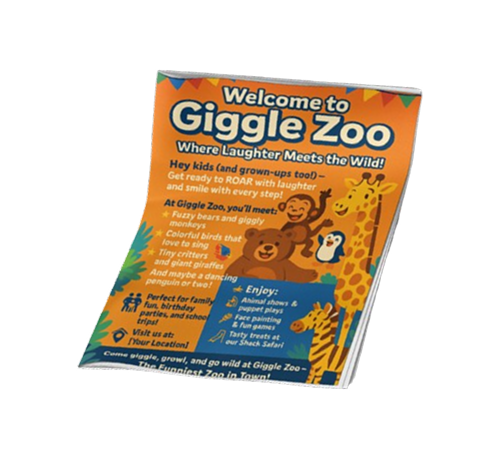 Welcome to
Giggle Zoo
Where Laughter Meets the Wild!
Hey kids (and grown-ups too!) –
Get ready to ROAR with laughter
and smile with every step!
At Giggle Zoo, you'll meet:
Fuzzy bears and giggly
monkeys
Colorful birds that
love to sing
Tiny critters
and giant giraffes
And maybe a dancing
penguin or two!
Perfect for family
fun, birthday
parties, and school
trips!
Visit us at:
[Your Location]
Enjoy:
Animal shows &
puppet plays
Face painting
& fun games
Tasty treats at
our Shack Safari
Come giggle, growl, and go wild at Giggle Zoo –
The Funniest Zoo in Town!